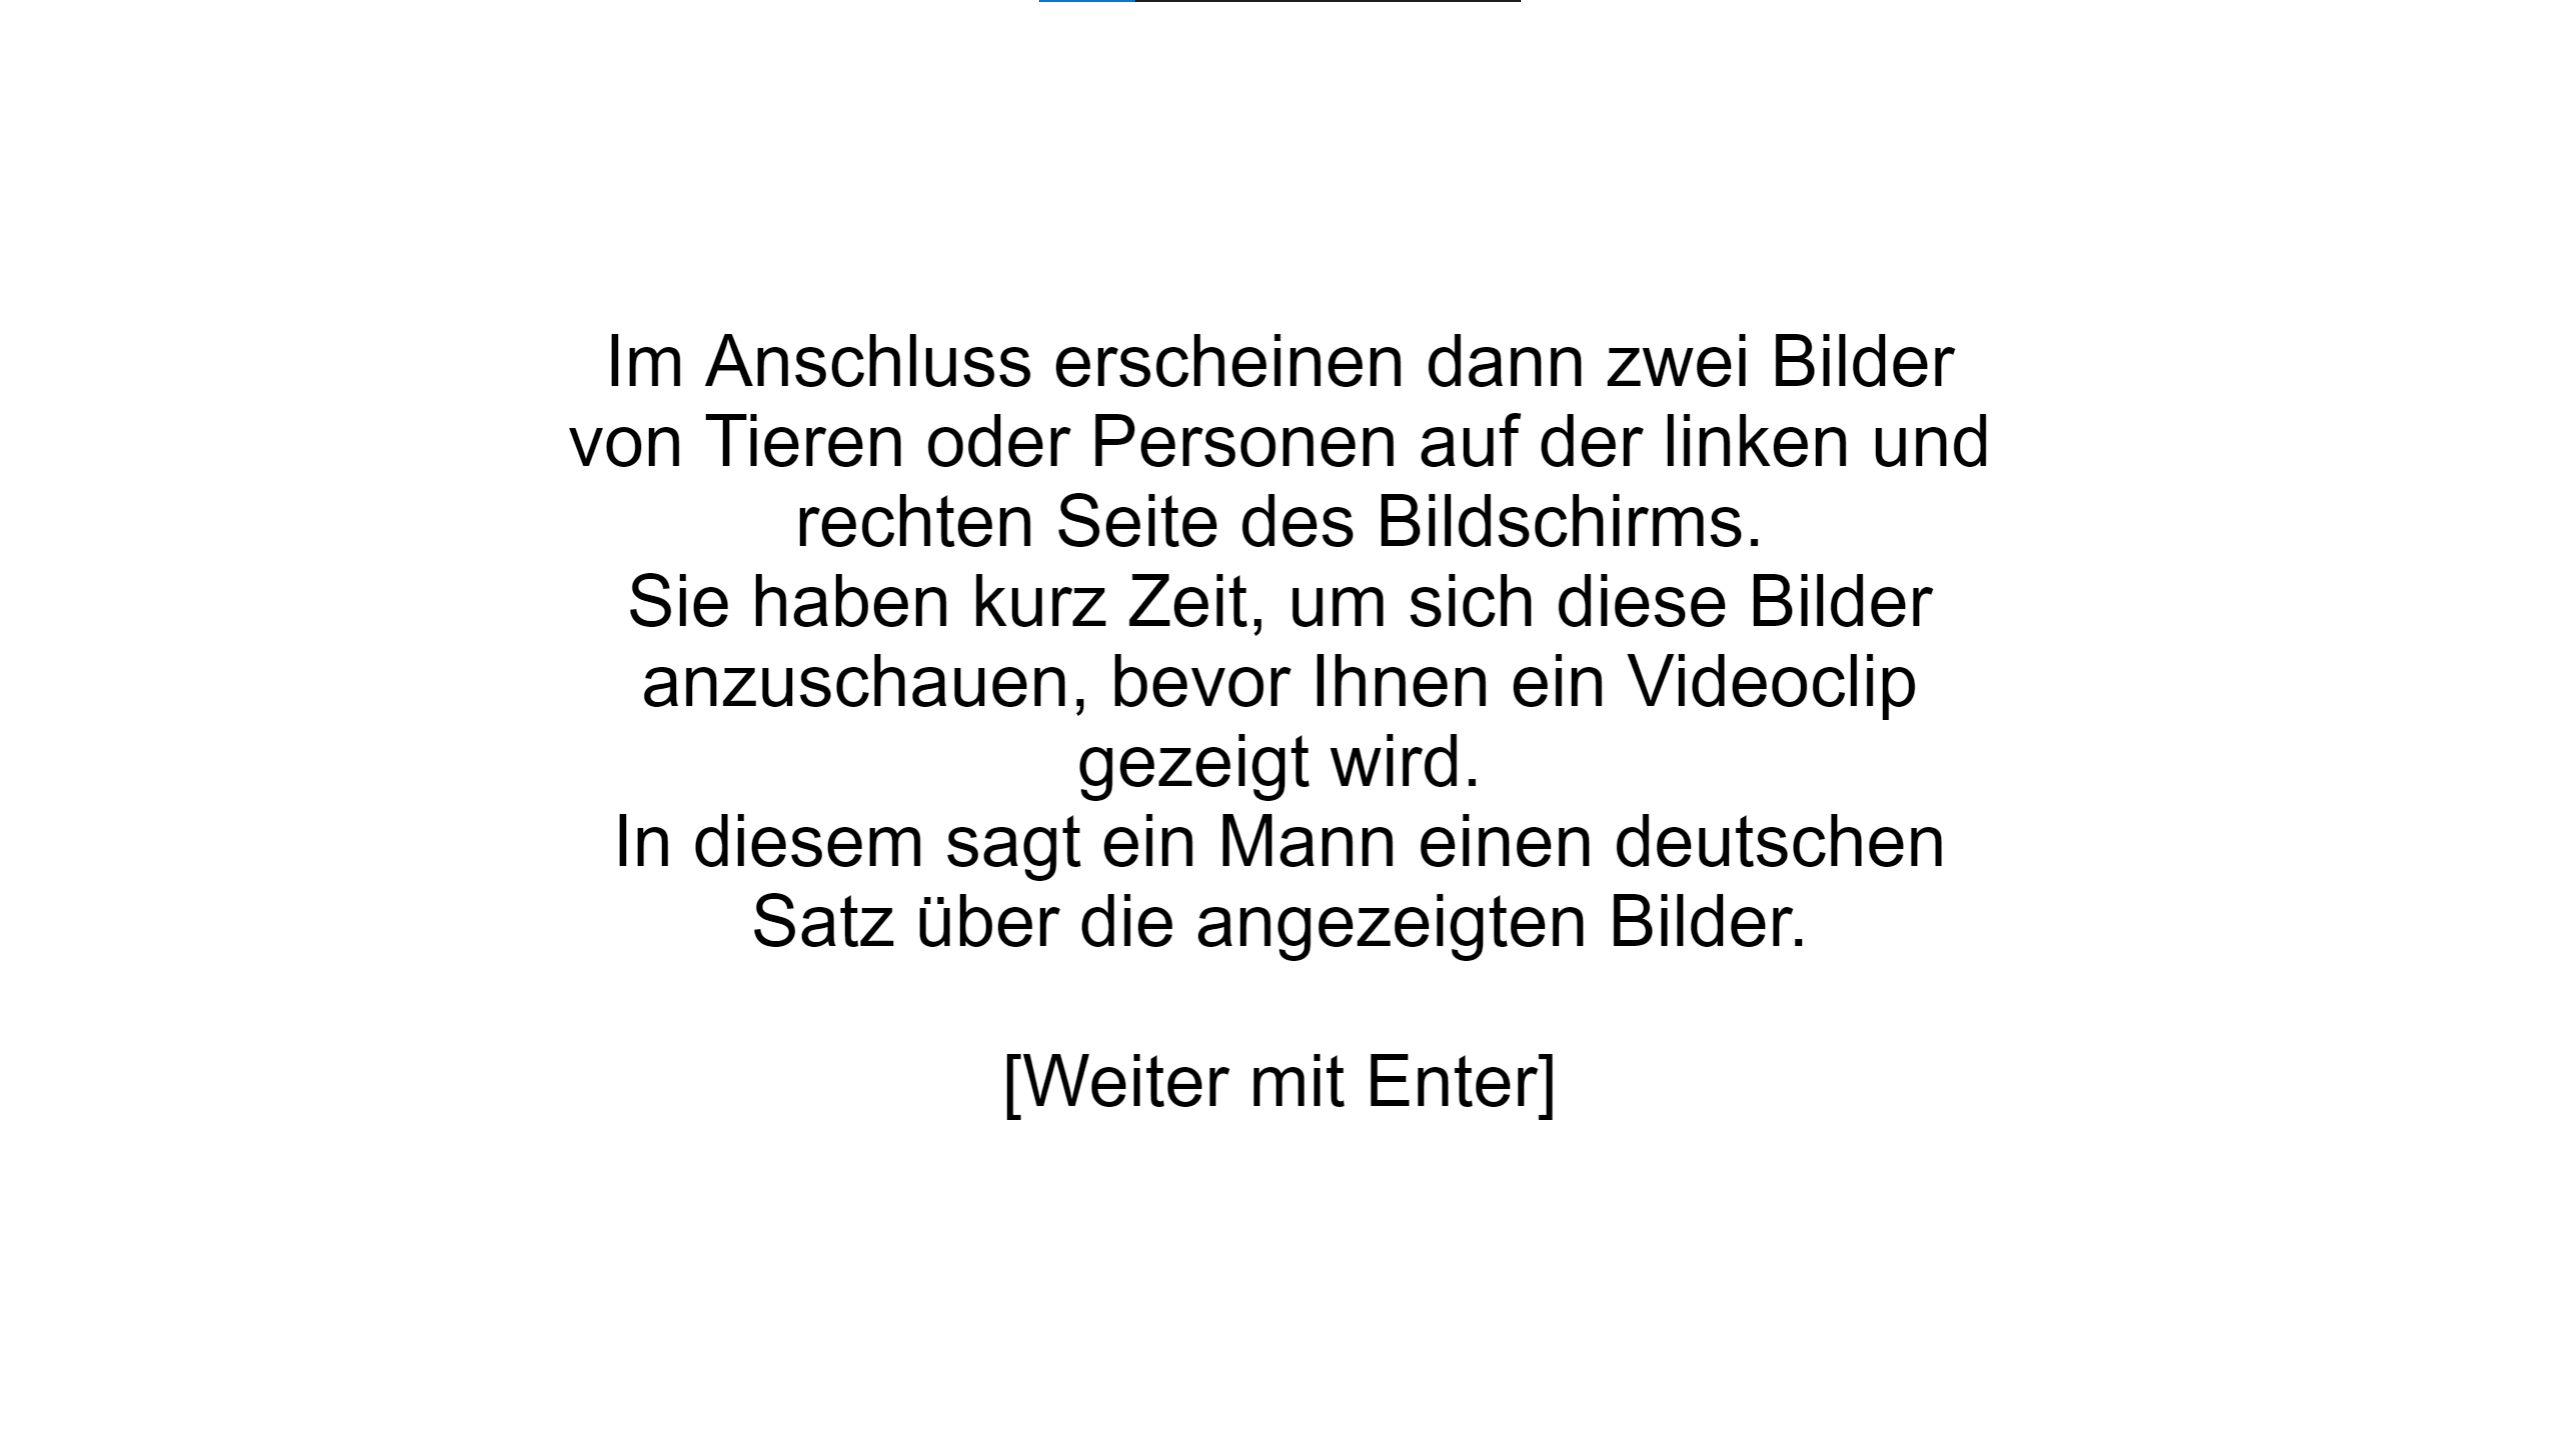 Im Anschluss erscheinen dann zwei Bilder
von Tieren oder Personen auf der linken und
rechten Seite des Bildschirms.
Sie haben kurz Zeit, um sich diese Bilder
anzuschauen, bevor Ihnen ein Videoclip
gezeigt wird.
In diesem sagt ein Mann einen deutschen
Satz über die angezeigten Bilder.
[Weiter mit Enter]